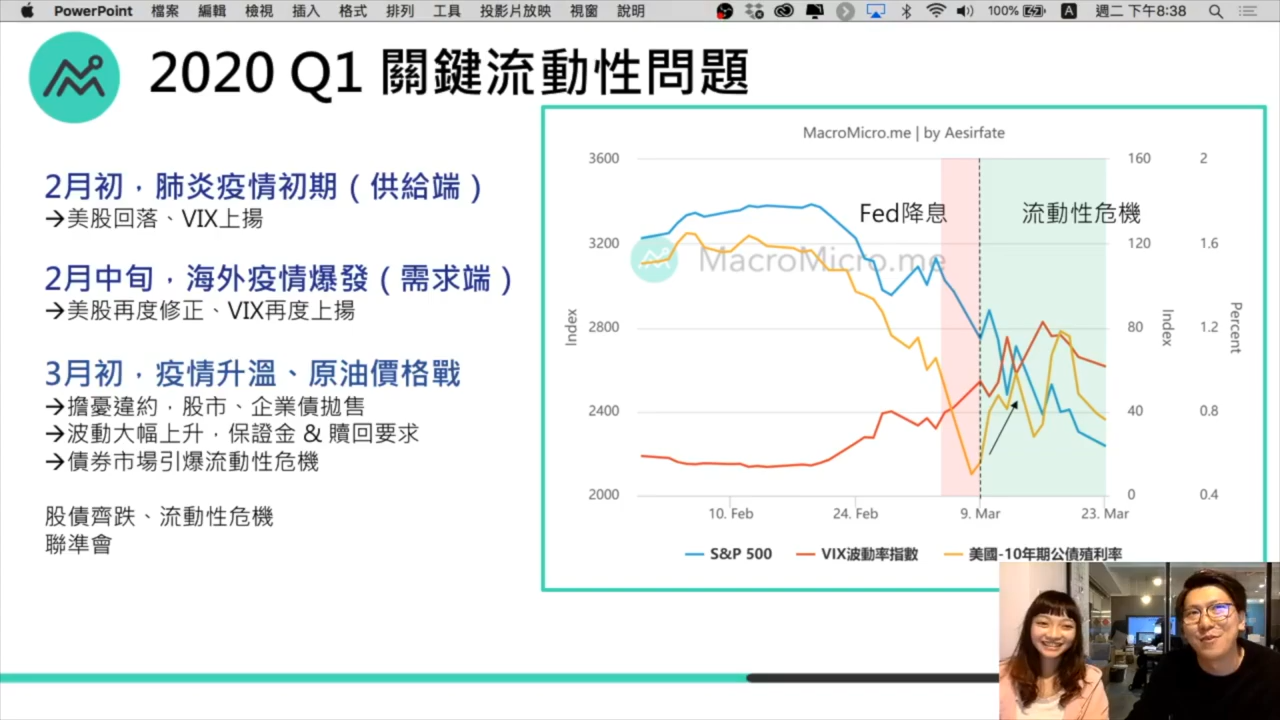 PowerPoint 檔案 編輯 檢視 插入 格式 排列 工具 投影片放映 視窗 說明 100% A 週二 下午8:38
2020 Q1 關鍵流動性問題
2月初，肺炎疫情初期（供給端）
→美股回落、VIX上揚
2月中旬，海外疫情爆發（需求端）
→美股再度修正、VIX再度上揚
3月初，疫情升溫、原油價格戰
→擔憂違約，股市、企業債拋售
→波動大幅上升，保證金 & 贖回要求
→債券市場引爆流動性危機
股債齊跌、流動性危機
聯準會
MacroMicro.me | by Aesirfate
3600 160 2
Fed降息 流動性危機
3200 120 1.6
MacroMicro.me
2800 80 1.2
Index Index Percent
2400 40 0.8
2000 0 0.4
10. Feb 24. Feb 9. Mar 23. Mar
S&P 500 VIX波動率指數 美國-10年期公債殖利率